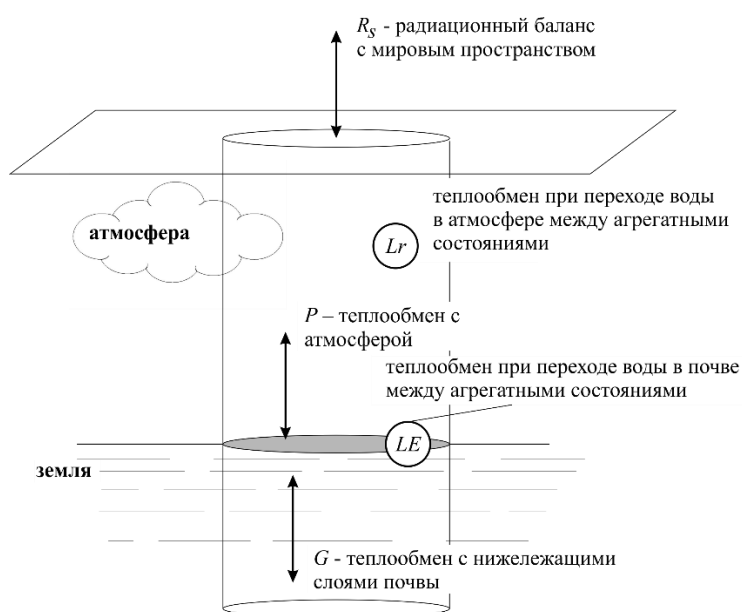 R_S - радиационный баланс
с мировым пространством
теплообмен при переходе воды
в атмосфере между агрегатными
состояниями
атмосфера
Lr
P – теплообмен с
атмосферой
теплообмен при переходе воды в почве
между агрегатными состояниями
LE
земля
G - теплообмен с нижележащими
слоями почвы